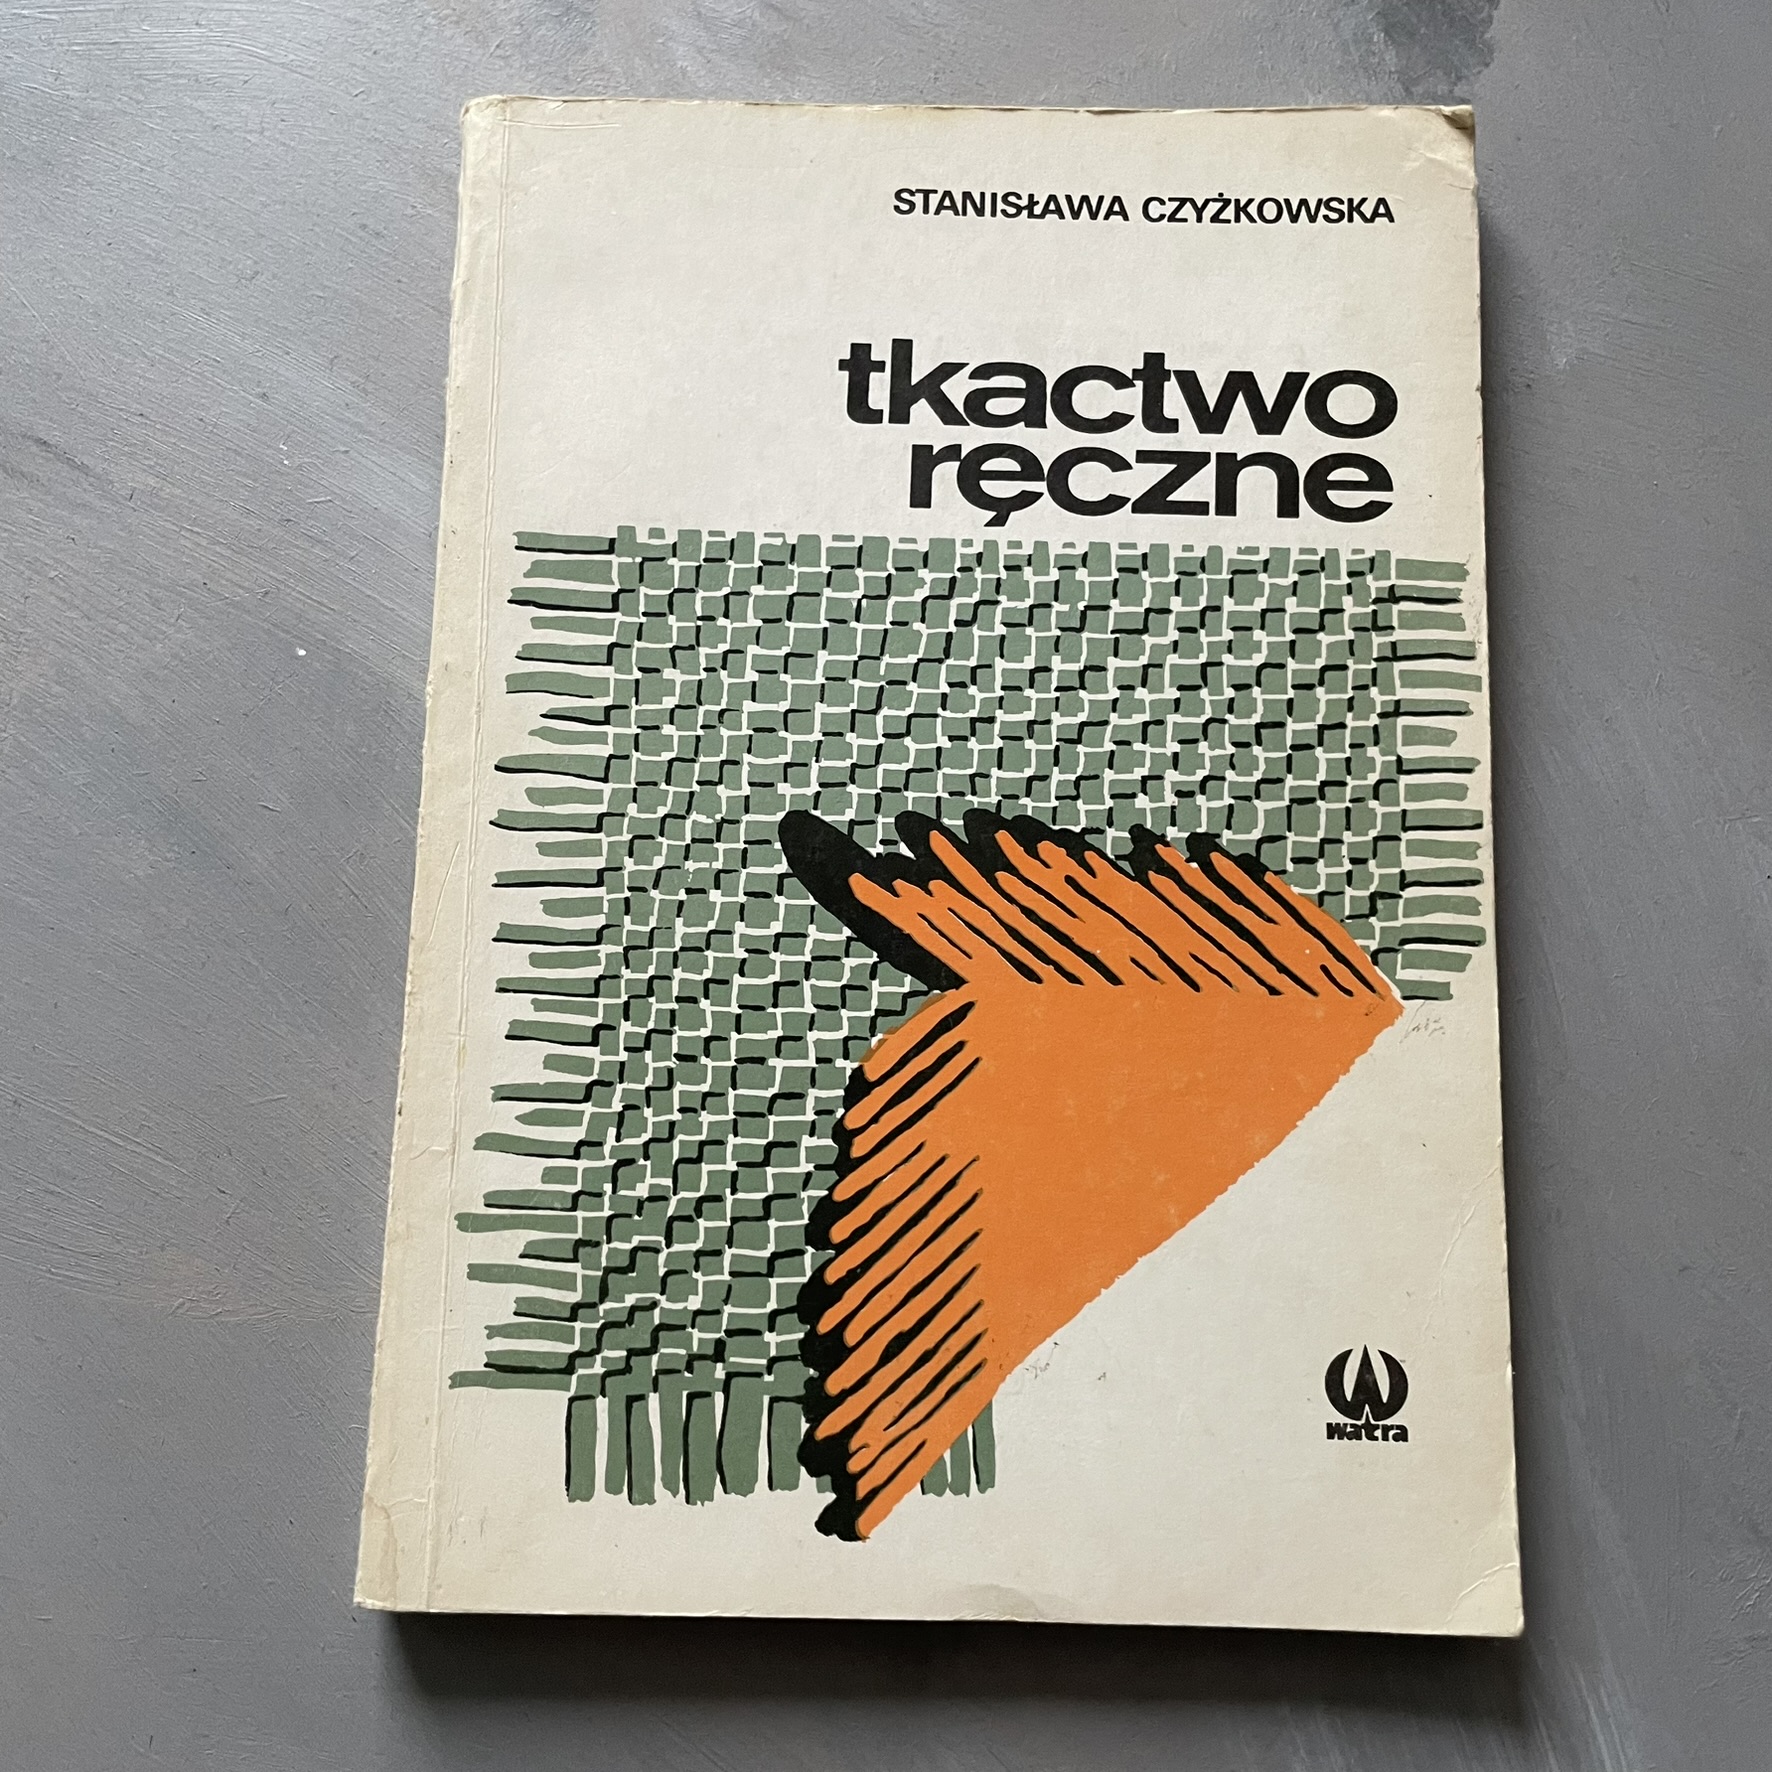 STANISŁAWA CZYŻKOWSKA
tkactwo
ręczne
watra